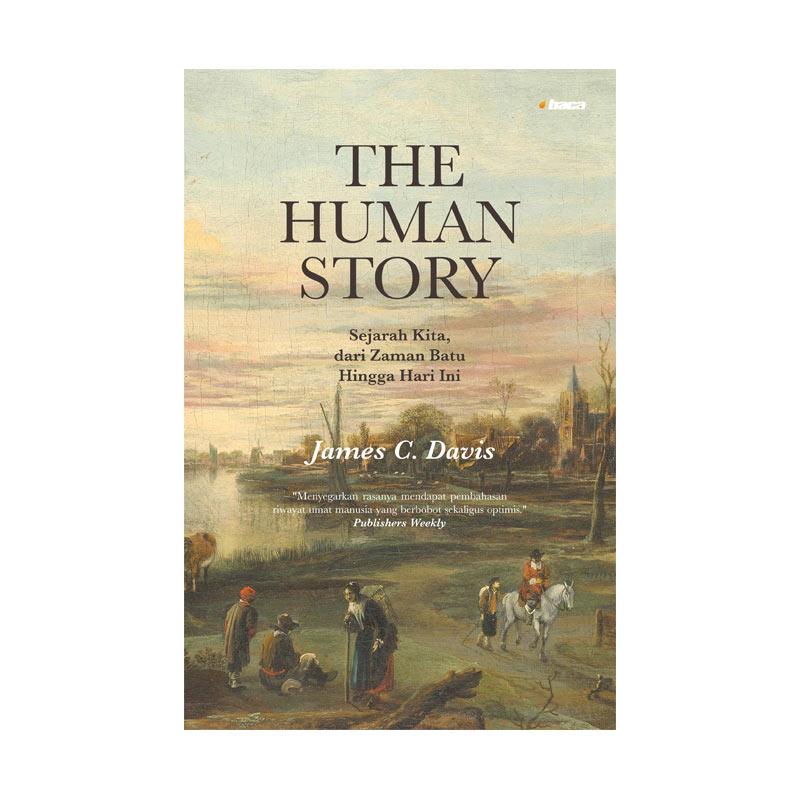 baca
THE
HUMAN
STORY
Sejarah Kita,
dari Zaman Batu
Hingga Hari Ini
James C. Davis
"Menyegarkan rasanya mendapat pembahasan
riwayat umat manusia yang berbobot sekaligus optimis."
Publishers Weekly